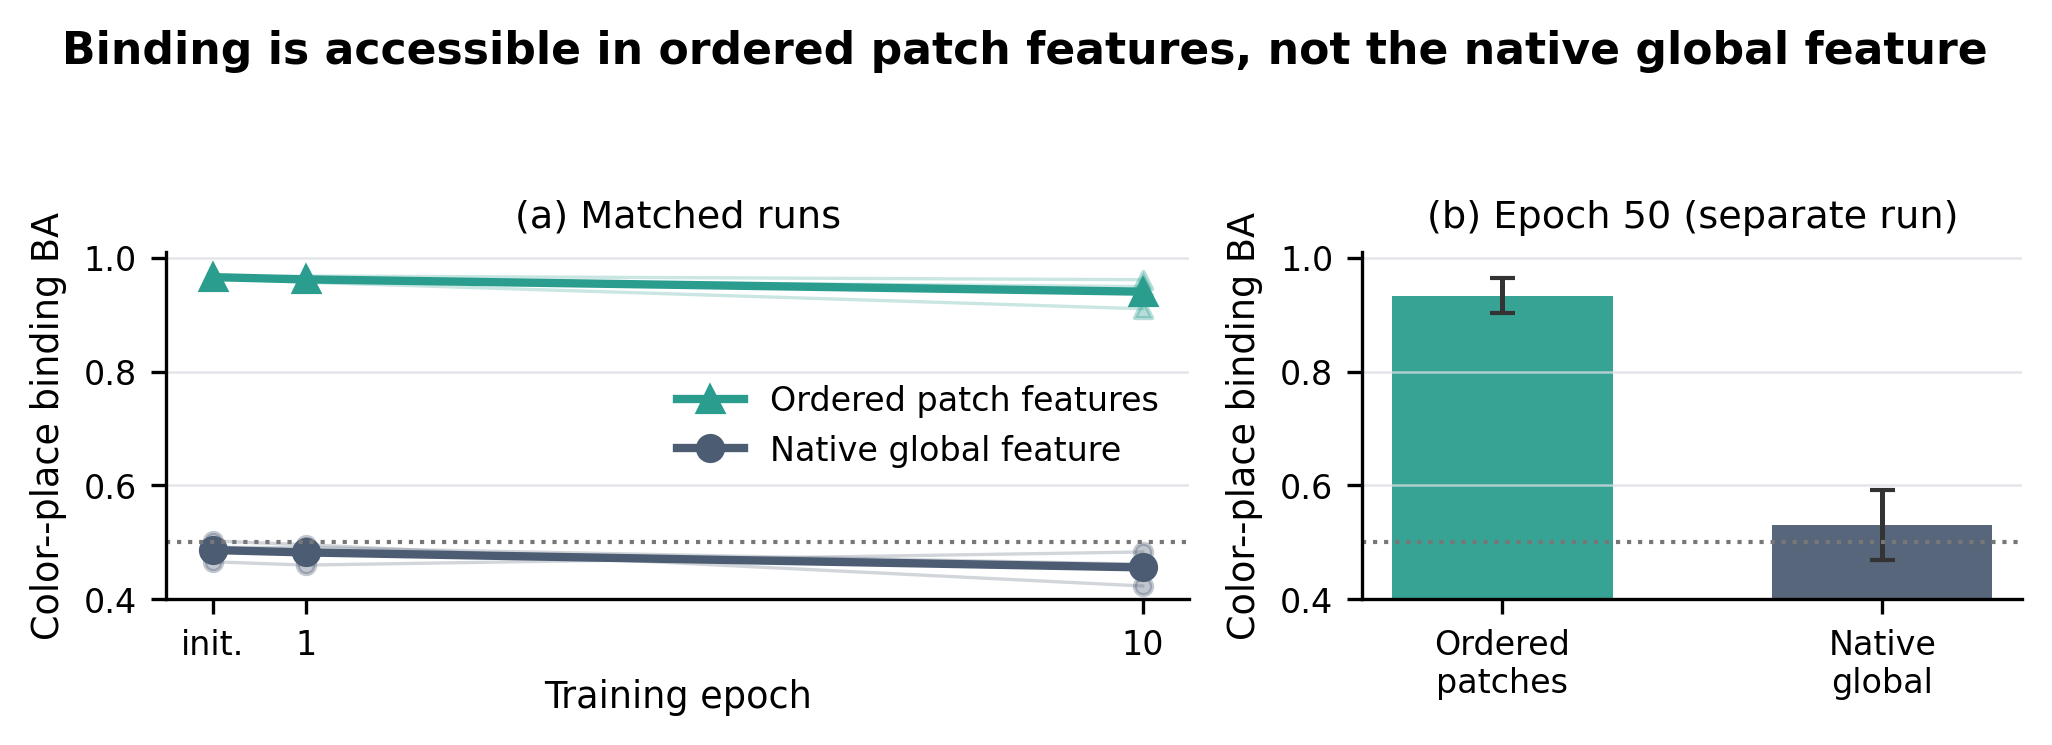 Binding is accessible in ordered patch features, not the native global feature
(a) Matched runs
Color--place binding BA
1.0
0.8
0.6
0.4
Ordered patch features
Native global feature
init.
1
10
Training epoch
(b) Epoch 50 (separate run)
Color--place binding BA
1.0
0.8
0.6
0.4
Ordered
patches
Native
global